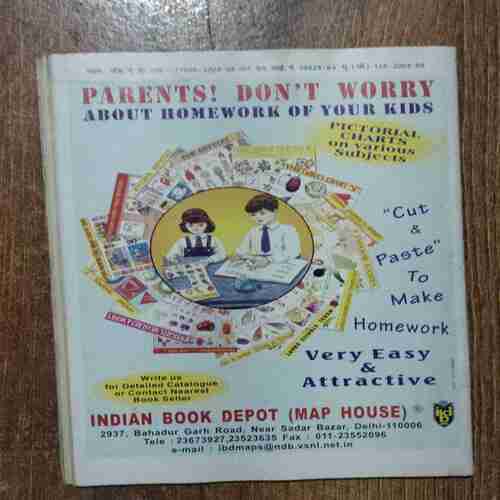 PARENTS! DON'T WORRY
ABOUT HOMEWORK OF YOUR KIDS
PICTORIAL
CHARTS
on various
Subjects
"Cut
&
Paste"
To
Make
Homework
Very Easy
&
Attractive
Write us
for Detailed Catalogue
or Contact Nearest
Book Seller
INDIAN BOOK DEPOT (MAP HOUSE)
2937, Bahadur Garh Road, Near Sadar Bazar, Delhi-110006
Tele : 23673927,23523635 Fax : 011-23552096
e-mail : ibdmaps@ndb.vsnl.net.in